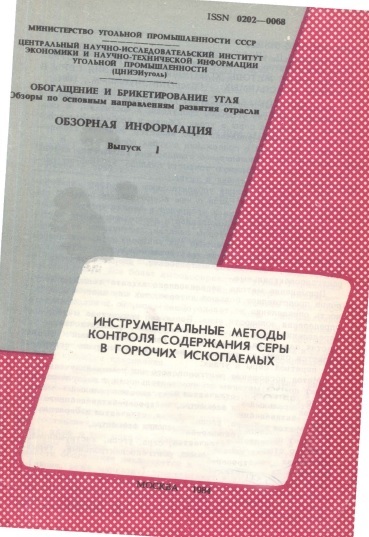 ISSN 0202—0068
МИНИСТЕРСТВО УГОЛЬНОЙ ПРОМЫШЛЕННОСТИ СССР
ЦЕНТРАЛЬНЫЙ НАУЧНО-ИССЛЕДОВАТЕЛЬСКИЙ ИНСТИТУТ
ЭКОНОМИКИ И НАУЧНО-ТЕХНИЧЕСКОЙ ИНФОРМАЦИИ
УГОЛЬНОЙ ПРОМЫШЛЕННОСТИ
(ЦНИЭИуголь)
ОБОГАЩЕНИЕ И БРИКЕТИРОВАНИЕ УГЛЯ
Обзоры по основным направлениям развития отрасли
ОБЗОРНАЯ ИНФОРМАЦИЯ
Выпуск 1
ИНСТРУМЕНТАЛЬНЫЕ МЕТОДЫ
КОНТРОЛЯ СОДЕРЖАНИЯ СЕРЫ
В ГОРЮЧИХ ИСКОПАЕМЫХ
МОСКВА 1984